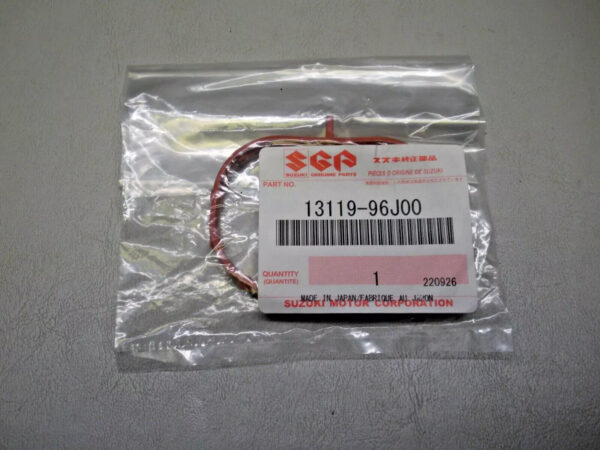 SGP
SUZUKI GENUINE PARTS
スズキ純正部品
PIÈCES D'ORIGINE DE SUZUKI
PART NO.
13119-96J00
QUANTITY
(QUANTITE)
1
220926
MADE IN JAPAN/FABRIQUE AU JAPON
SUZUKI MOTOR CORPORATION